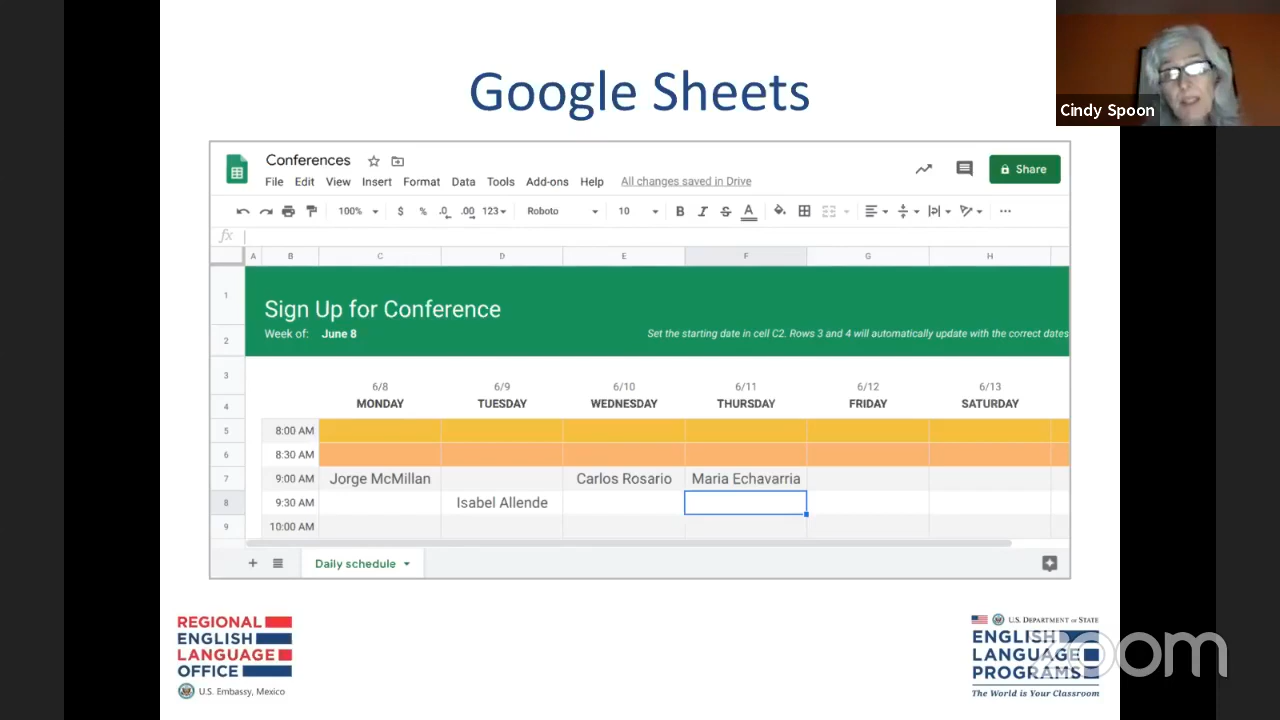 Google Sheets
Cindy Spoon
Conferences
File Edit View Insert Format Data Tools Add-ons Help All changes saved in Drive
Share
100% $ % .0 .00 123 Roboto 10 B I S A
fx
A B C D E F G H
1
Sign Up for Conference
2
Week of: June 8
Set the starting date in cell C2. Rows 3 and 4 will automatically update with the correct dates
3
6/8 6/9 6/10 6/11 6/12 6/13
4
MONDAY TUESDAY WEDNESDAY THURSDAY FRIDAY SATURDAY
5 8:00 AM
6 8:30 AM
7 9:00 AM Jorge McMillan Carlos Rosario Maria Echavarria
8 9:30 AM Isabel Allende
9 10:00 AM
Daily schedule
REGIONAL
ENGLISH
LANGUAGE
OFFICE
U.S. Embassy, Mexico
U.S. DEPARTMENT OF STATE
ENGLISH
LANGUAGE
PROGRAMS
The World is Your Classroom
zoom